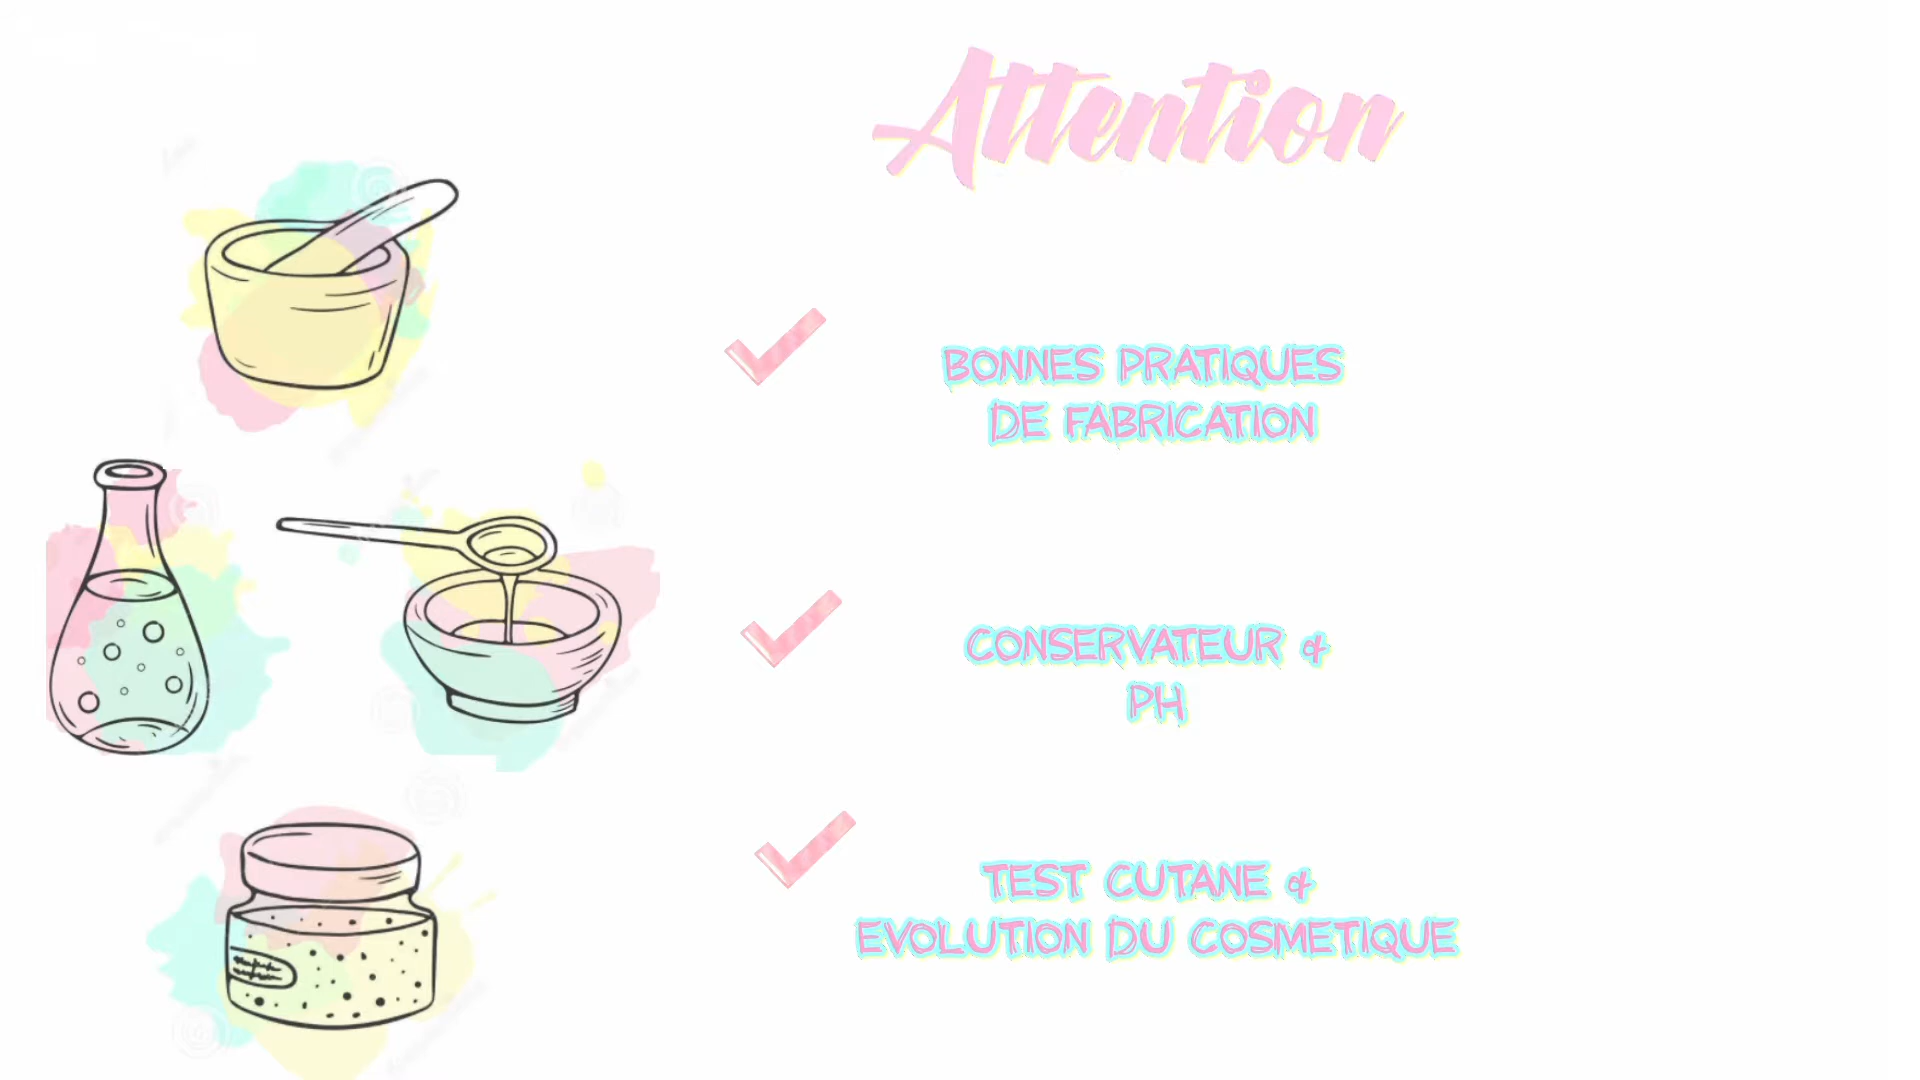 Attention
BONNES PRATIQUES
DE FABRICATION
CONSERVATEUR &
PH
TEST CUTANE &
EVOLUTION DU COSMETIQUE